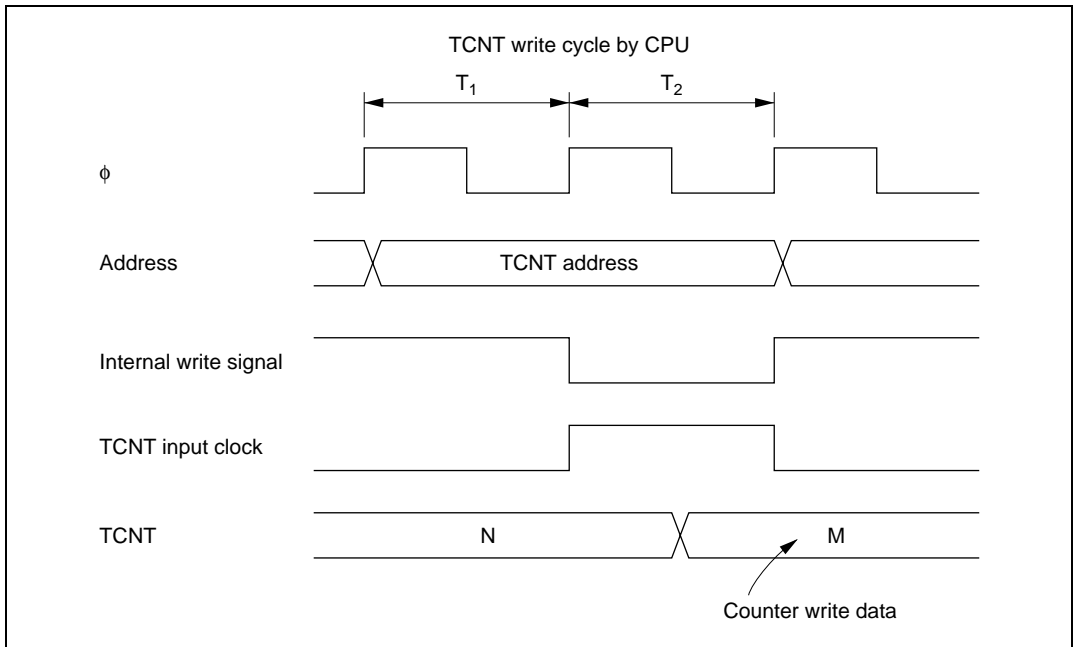 TCNT write cycle by CPU
T₁ T₂
ϕ
Address
TCNT address
Internal write signal
TCNT input clock
TCNT
N
M
Counter write data